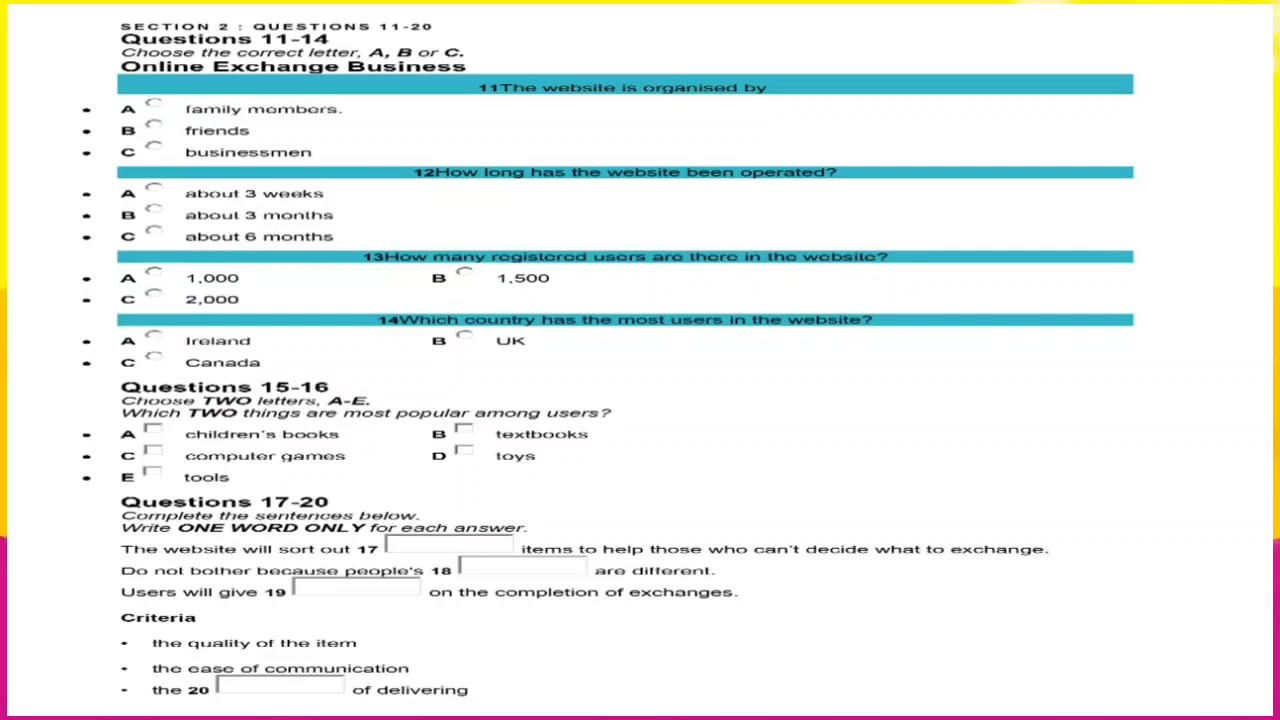 SECTION 2 : QUESTIONS 11-20
Questions 11-14
Choose the correct letter, A, B or C.
Online Exchange Business
11The website is organised by
• A family members.
• B friends
• C businessmen
12How long has the website been operated?
• A about 3 weeks
• B about 3 months
• C about 6 months
13How many registered users are there in the website?
• A 1,000 B 1,500
• C 2,000
14Which country has the most users in the website?
• A Ireland B UK
• C Canada
Questions 15-16
Choose TWO letters, A-E.
Which TWO things are most popular among users?
• A children's books B textbooks
• C computer games D toys
• E tools
Questions 17-20
Complete the sentences below.
Write ONE WORD ONLY for each answer.
The website will sort out 17 items to help those who can't decide what to exchange.
Do not bother because people's 18 are different.
Users will give 19 on the completion of exchanges.
Criteria
• the quality of the item
• the ease of communication
• the 20 of delivering